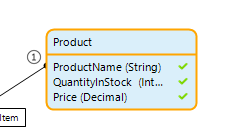 Product
1
ProductName (String)
QuantityInStock (Int...
Price (Decimal)
Item